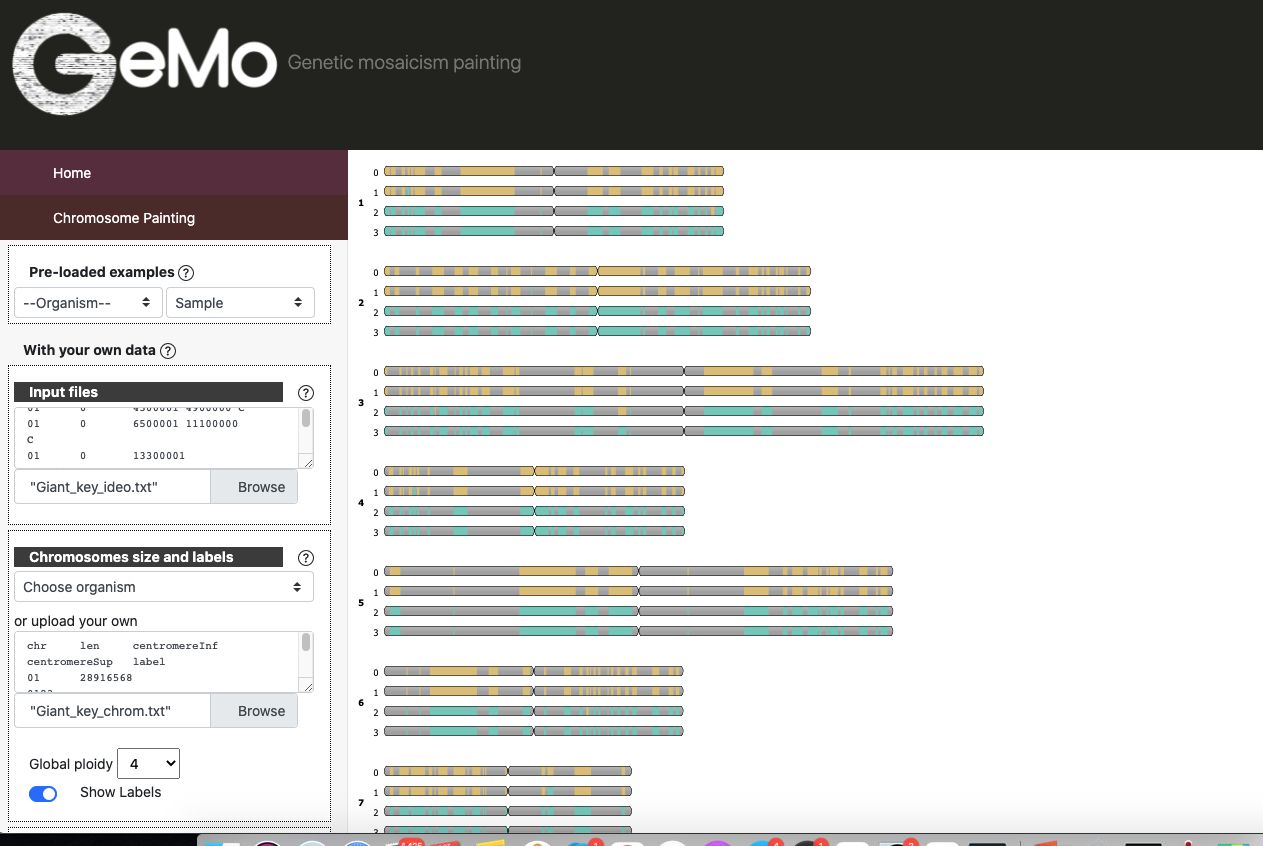 GeMo Genetic mosaicism painting
Home
Chromosome Painting
Pre-loaded examples ?
--Organism-- Sample
With your own data ?
Input files ?
01 0 4300001 4900000 C
01 0 6500001 11100000
C
01 0 13300001
"Giant_key_ideo.txt" Browse
Chromosomes size and labels ?
Choose organism
or upload your own
chr len centromereInf
centromereSup label
01 28916568
"Giant_key_chrom.txt" Browse
Global ploidy 4
Show Labels
0
1
1
2
3
0
1
2
2
3
0
1
3
2
3
0
1
4
2
3
0
1
5
2
3
0
1
6
2
3
0
1
7
2
3